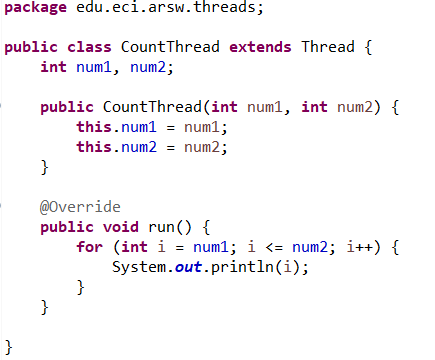 package edu.eci.arsw.threads;
public class CountThread extends Thread {
    int num1, num2;
    public CountThread(int num1, int num2) {
        this.num1 = num1;
        this.num2 = num2;
    }
    @Override
    public void run() {
        for (int i = num1; i <= num2; i++) {
            System.out.println(i);
        }
    }
}